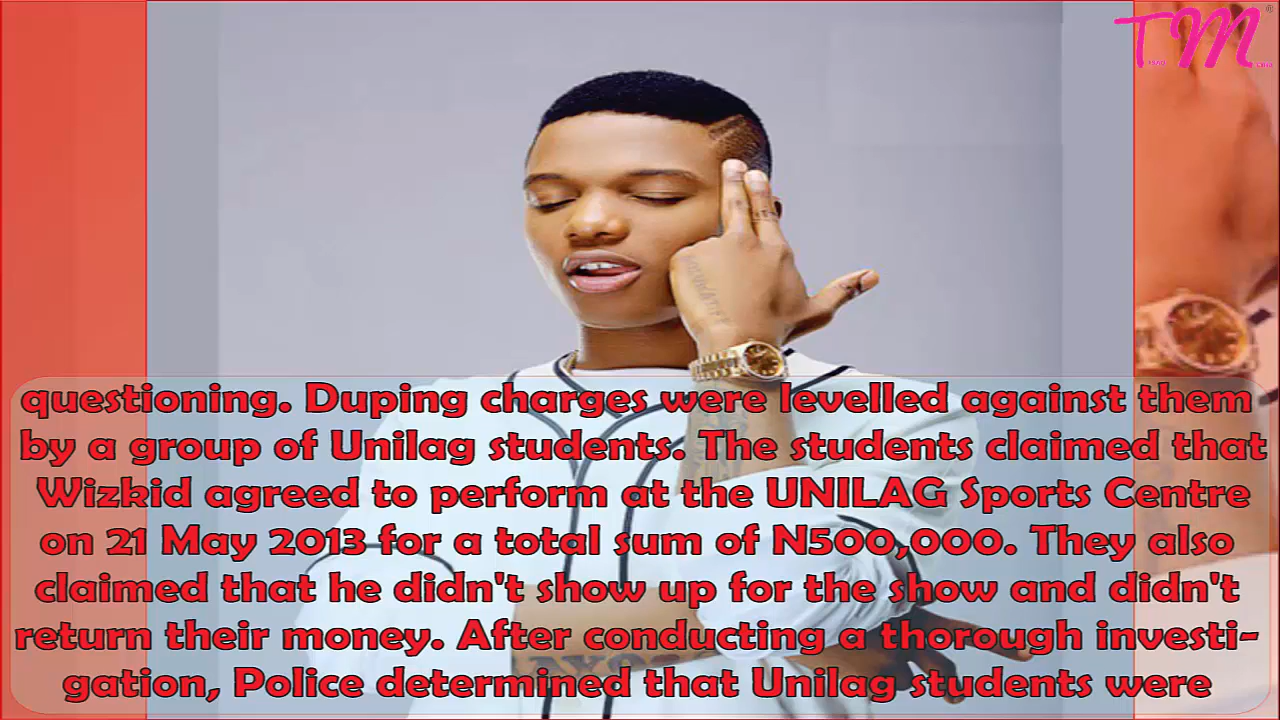 TM
questioning. Duping charges were levelled against them
by a group of Unilag students. The students claimed that
Wizkid agreed to perform at the UNILAG Sports Centre
on 21 May 2013 for a total sum of N500,000. They also
claimed that he didn't show up for the show and didn't
return their money. After conducting a thorough investi-
gation, Police determined that Unilag students were